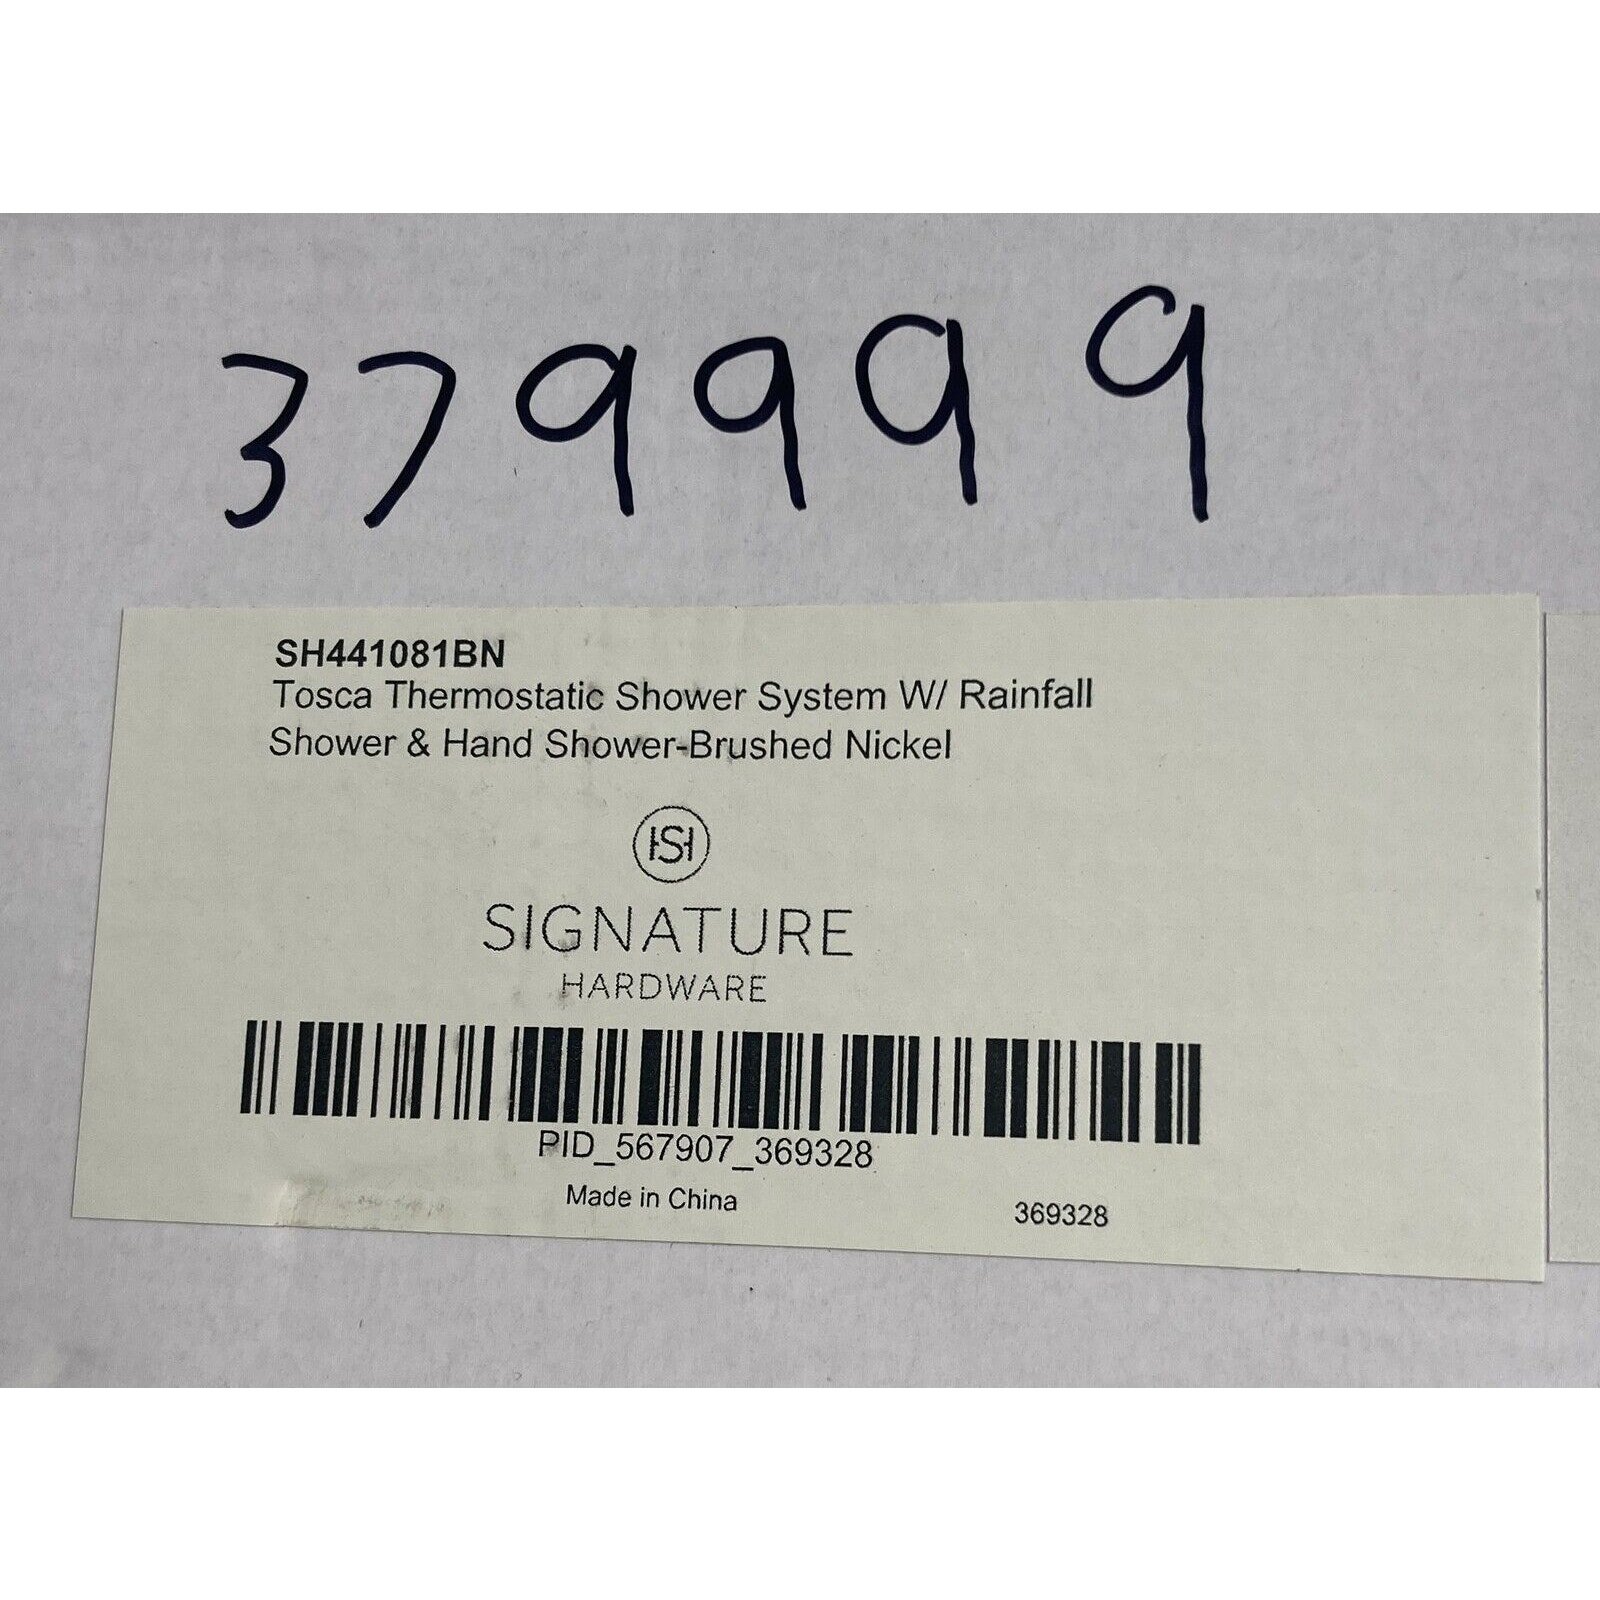 379999
SH441081BN
Tosca Thermostatic Shower System W/ Rainfall
Shower & Hand Shower-Brushed Nickel
SH
SIGNATURE
HARDWARE
PID_567907_369328
Made in China
369328